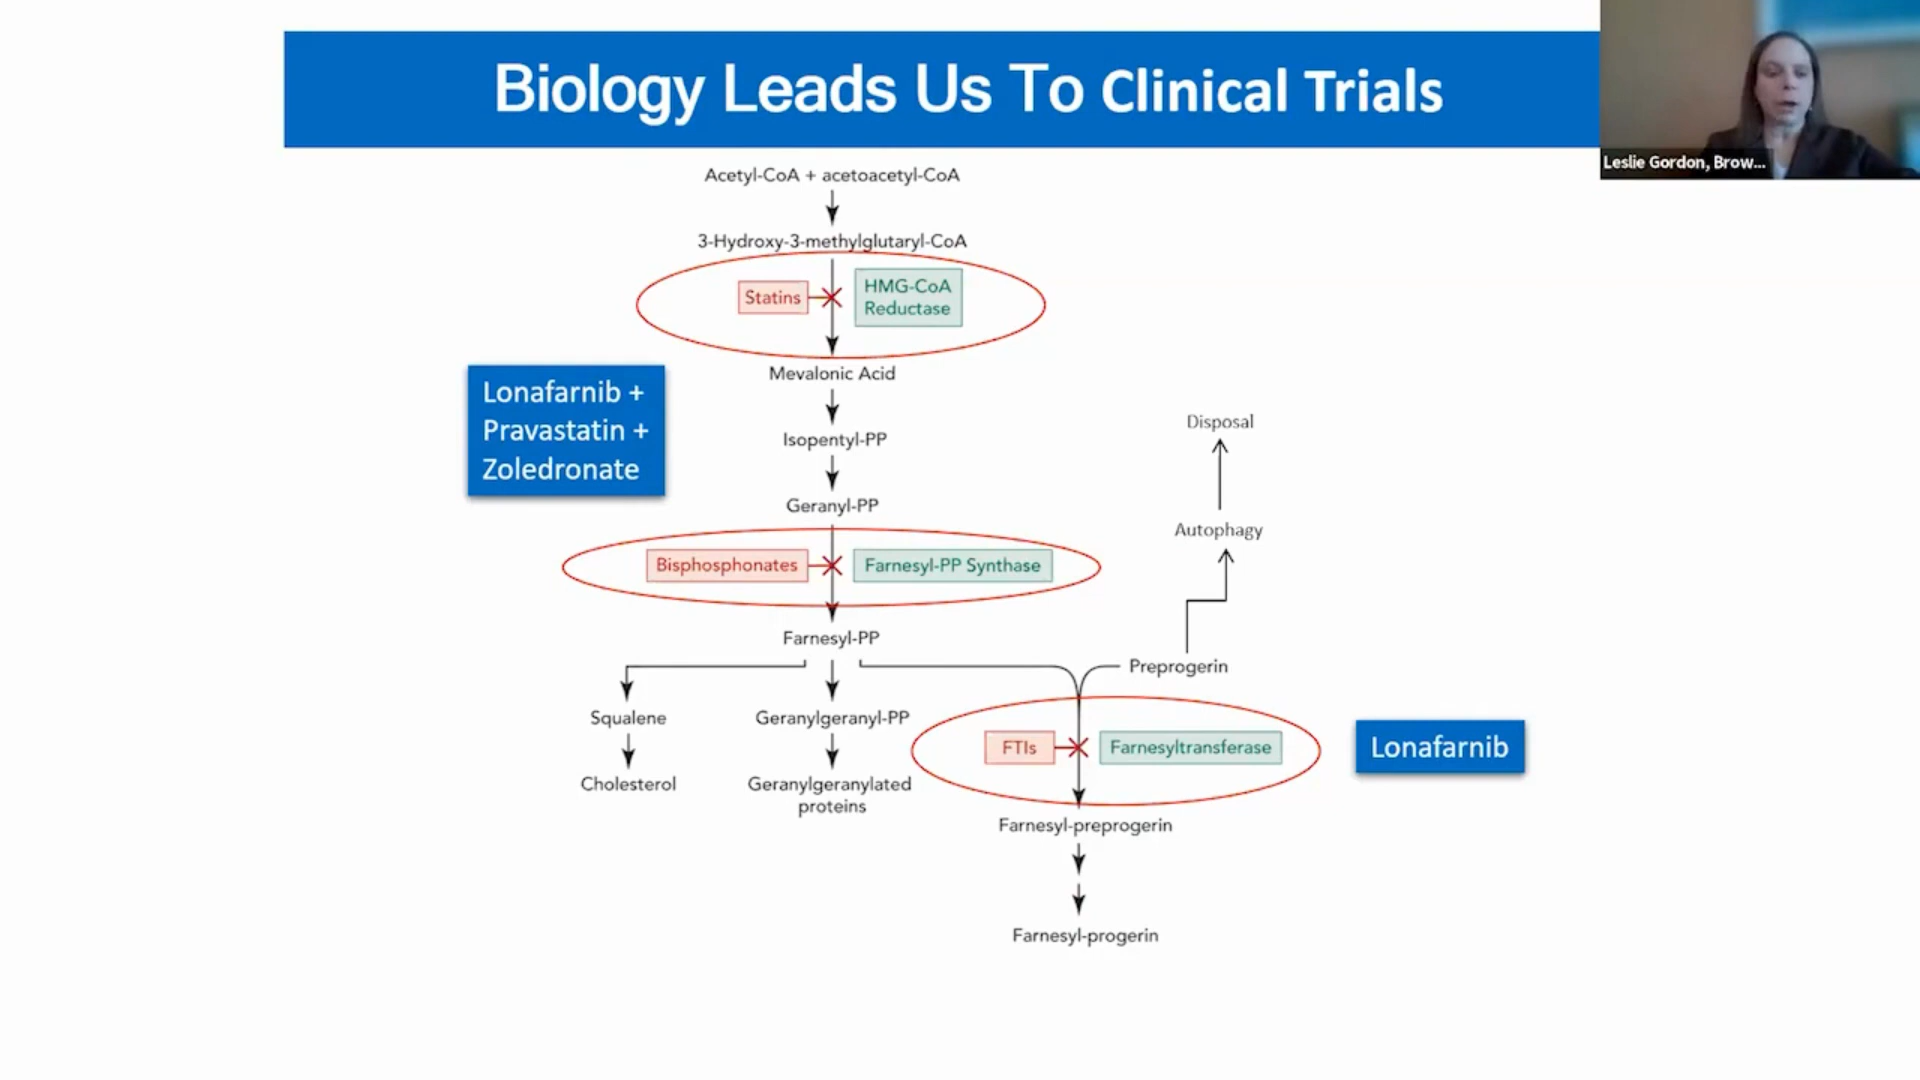 Biology Leads Us To Clinical Trials
Leslie Gordon, Brow...
Acetyl-CoA + acetoacetyl-CoA
3-Hydroxy-3-methylglutaryl-CoA
Statins
HMG-CoA
Reductase
Mevalonic Acid
Lonafarnib +
Pravastatin +
Zoledronate
Isopentyl-PP
Geranyl-PP
Disposal
Autophagy
Bisphosphonates
Farnesyl-PP Synthase
Farnesyl-PP
Preprogerin
Squalene
Geranylgeranyl-PP
FTIs
Farnesyltransferase
Lonafarnib
Cholesterol
Geranylgeranylated
proteins
Farnesyl-preprogerin
Farnesyl-progerin